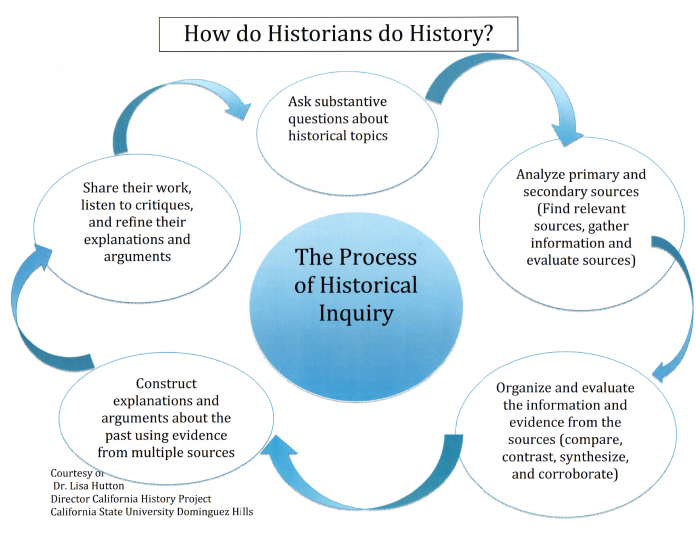 How do Historians do History?
Ask substantive
questions about
historical topics
Analyze primary and
secondary sources
(Find relevant
sources, gather
information and
evaluate sources)
Organize and evaluate
the information and
evidence from the
sources (compare,
contrast, synthesize,
and corroborate)
Construct
explanations and
arguments about the
past using evidence
from multiple sources
Share their work,
listen to critiques,
and refine their
explanations and
arguments
The Process
of Historical
Inquiry
Courtesy of
Dr. Lisa Hutton
Director California History Project
California State University Dominguez Hills